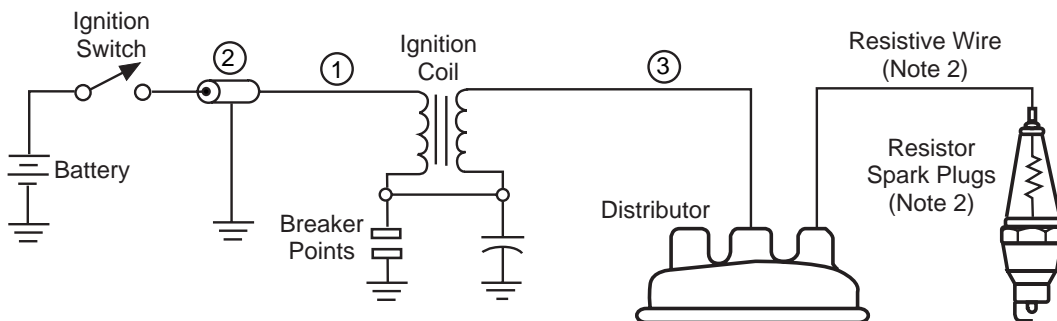 Ignition
Switch
2
1
Ignition
Coil
3
Resistive Wire
(Note 2)
Battery
Resistor
Spark Plugs
(Note 2)
Breaker
Points
Distributor